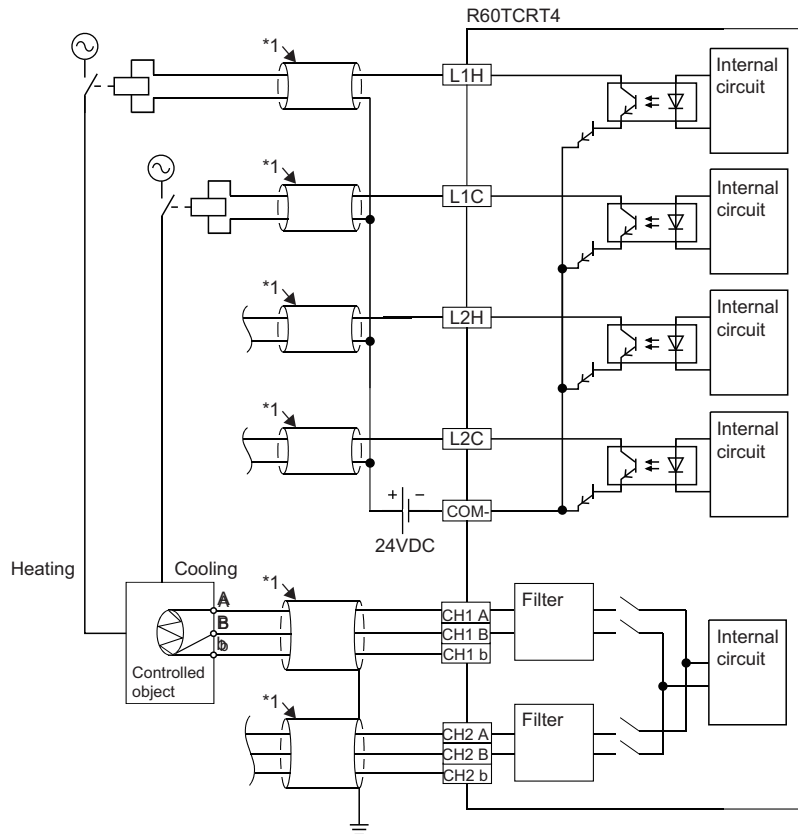 R60TCRT4
*1
L1H
Internal
circuit
*1
L1C
Internal
circuit
*1
L2H
Internal
circuit
*1
L2C
Internal
circuit
+
−
COM-
24VDC
Heating
Cooling
*1
A
B
b
Controlled
object
CH1 A
CH1 B
CH1 b
Filter
Internal
circuit
*1
CH2 A
CH2 B
CH2 b
Filter